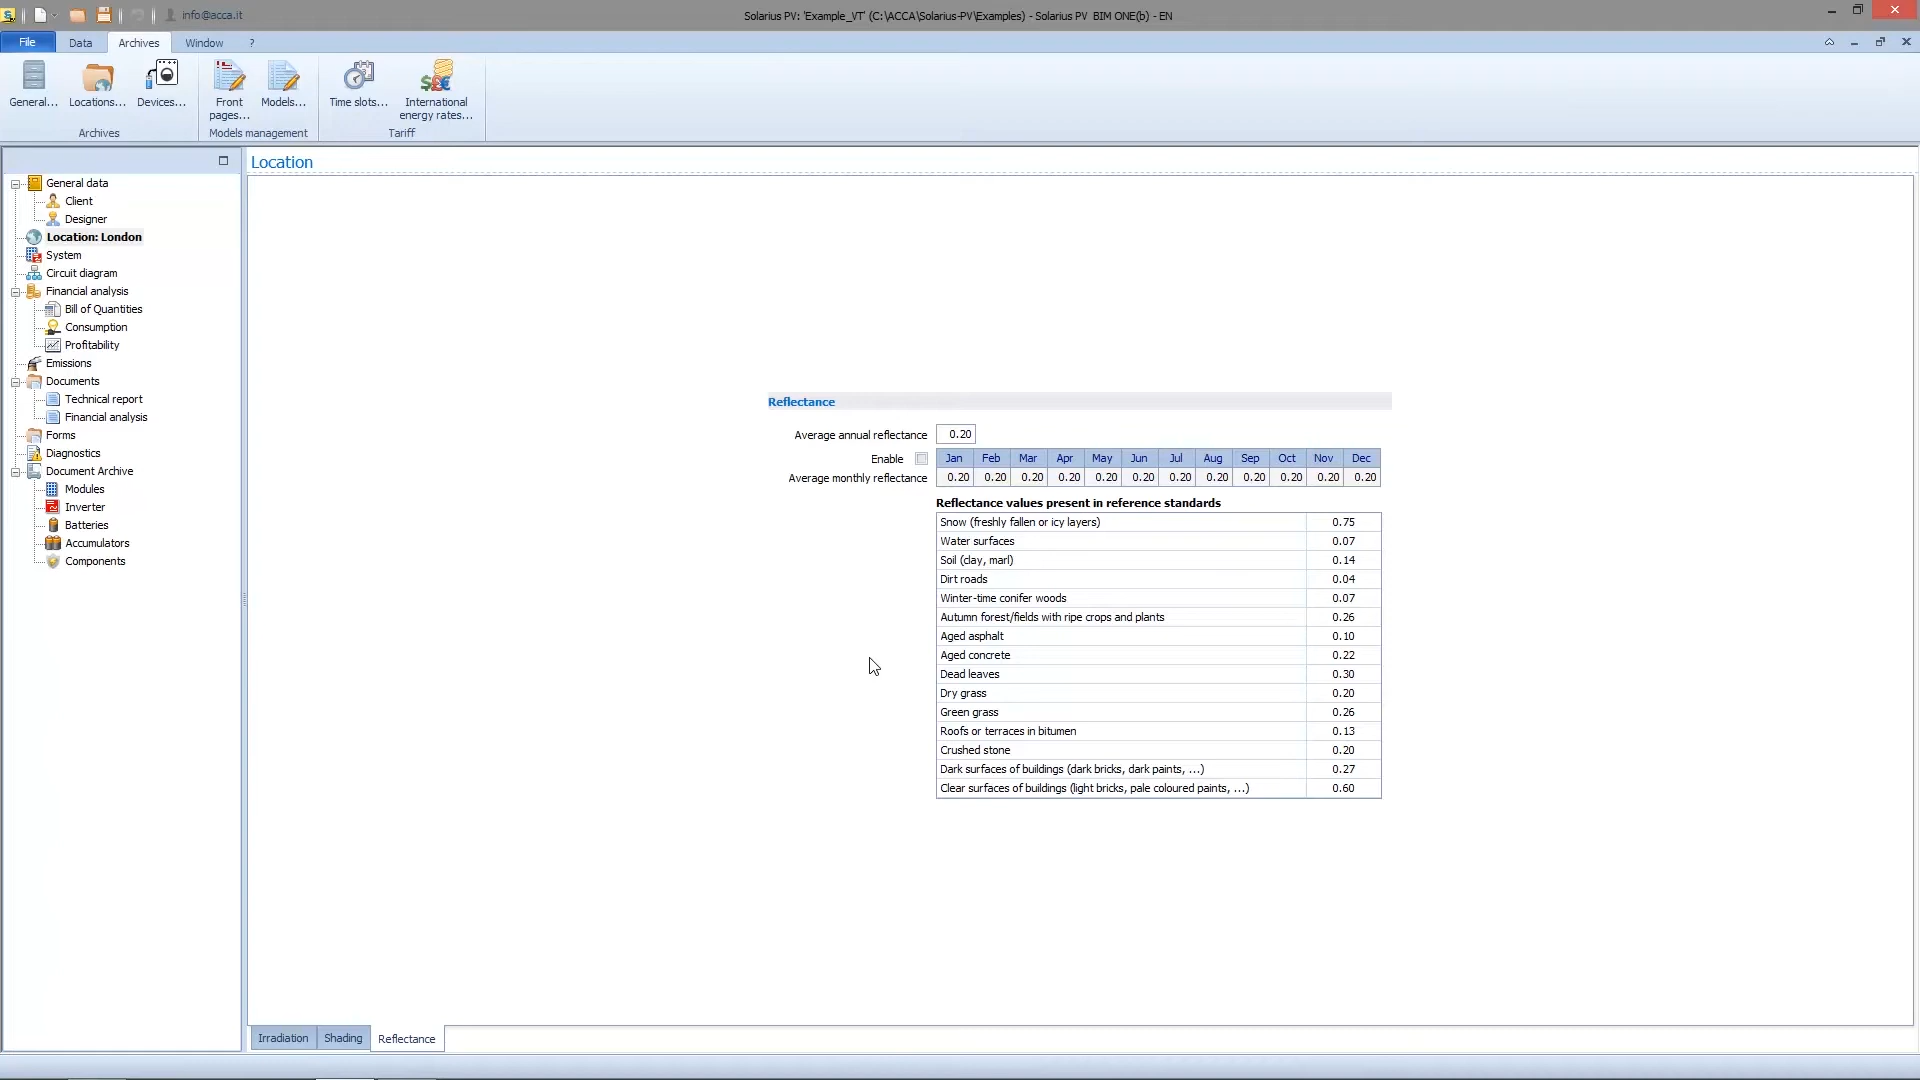 info@acca.it
Solarius PV: 'Example_VT' (C:\ACCA\Solarius-PV\Examples) - Solarius PV BIM ONE(b) - EN
File Data Archives Window ?
General... Locations... Devices... Front pages... Models... Time slots... International energy rates...
Archives Models management Tariff
Location
General data
Client
Designer
Location: London
System
Circuit diagram
Financial analysis
Bill of Quantities
Consumption
Profitability
Emissions
Documents
Technical report
Financial analysis
Forms
Diagnostics
Document Archive
Modules
Inverter
Batteries
Accumulators
Components
Reflectance
Average annual reflectance 0.20
Enable Jan Feb Mar Apr May Jun Jul Aug Sep Oct Nov Dec
Average monthly reflectance 0.20 0.20 0.20 0.20 0.20 0.20 0.20 0.20 0.20 0.20 0.20 0.20
Reflectance values present in reference standards
Snow (freshly fallen or icy layers) 0.75
Water surfaces 0.07
Soil (clay, marl) 0.14
Dirt roads 0.04
Winter-time conifer woods 0.07
Autumn forest/fields with ripe crops and plants 0.26
Aged asphalt 0.10
Aged concrete 0.22
Dead leaves 0.30
Dry grass 0.20
Green grass 0.26
Roofs or terraces in bitumen 0.13
Crushed stone 0.20
Dark surfaces of buildings (dark bricks, dark paints, ...) 0.27
Clear surfaces of buildings (light bricks, pale coloured paints, ...) 0.60
Irradiation Shading Reflectance